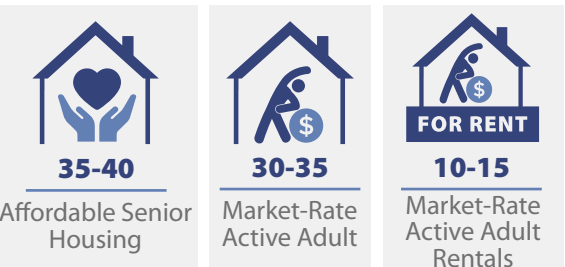 35-40
Affordable Senior
Housing
$
30-35
Market-Rate
Active Adult
$
FOR RENT
10-15
Market-Rate
Active Adult
Rentals